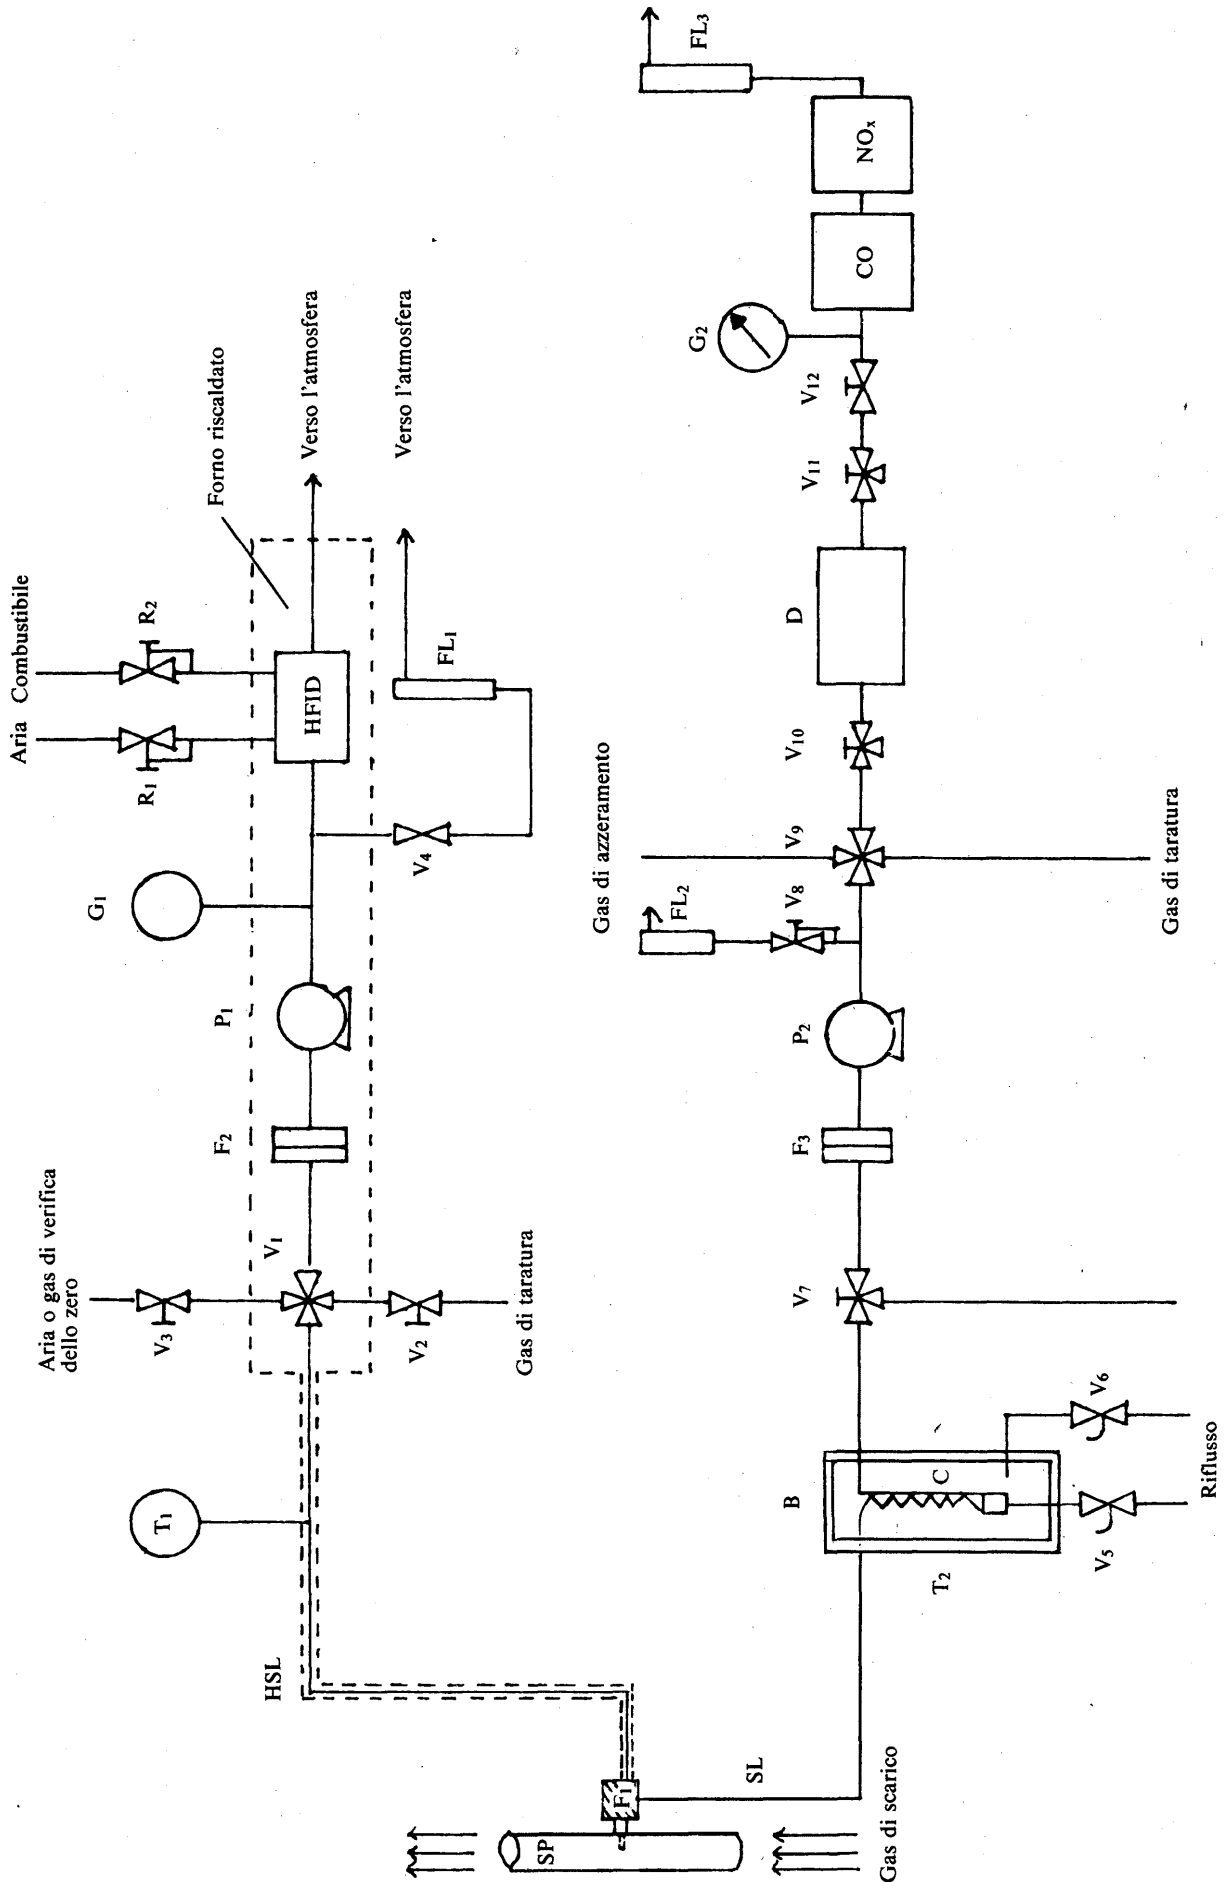 Aria o gas di verifica
dello zero
V3
V1
V2
Gas di taratura
T1
HSL
F2
P1
G1
V4
Aria
Combustibile
R1
R2
HFID
Forno riscaldato
FL1
Verso l'atmosfera
Verso l'atmosfera
SP
F1
SL
Gas di scarico
B
C
T2
V5
V6
Riflusso
V7
F3
P2
FL2
V8
Gas di azzeramento
V9
Gas di taratura
V10
D
V11
V12
G2
CO
NOx
FL3